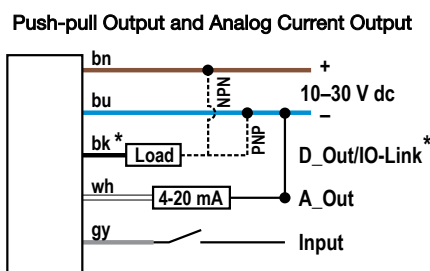 Push-pull Output and Analog Current Output
bn
+
NPN
10–30 V dc
bu
–
bk*
Load
PNP
D_Out/IO-Link*
wh
4-20 mA
A_Out
gy
Input